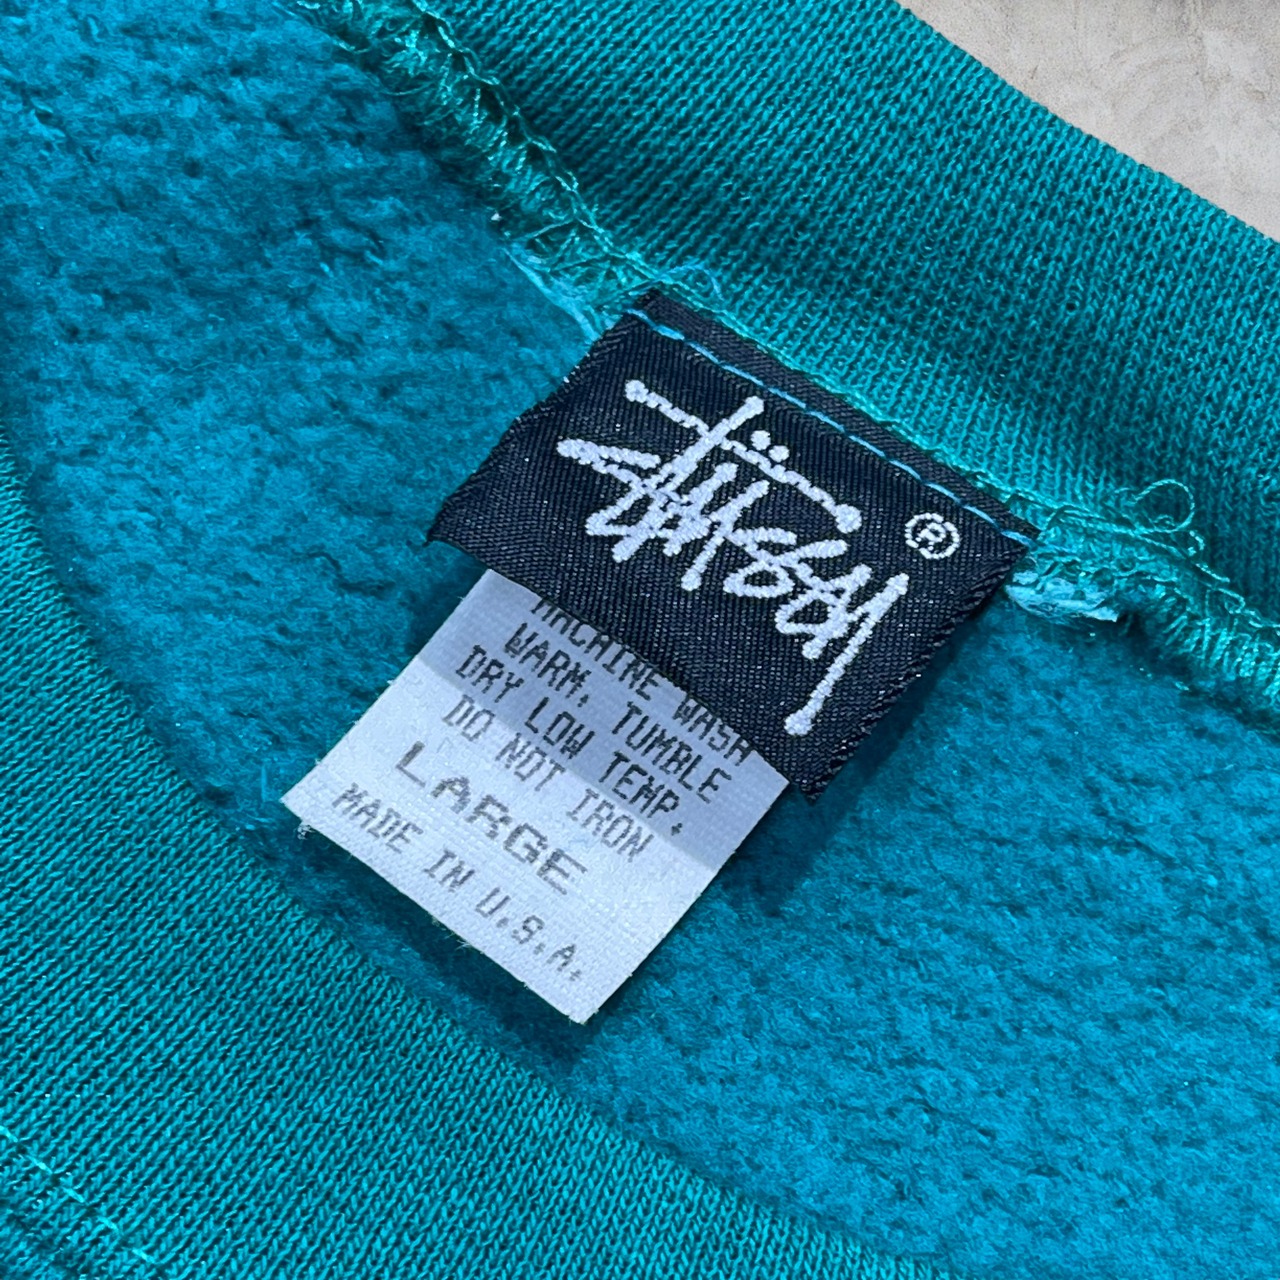 Stüssy ®
MACHINE WASH
WARM, TUMBLE
DRY LOW TEMP.
DO NOT IRON
LARGE
MADE IN U.S.A.